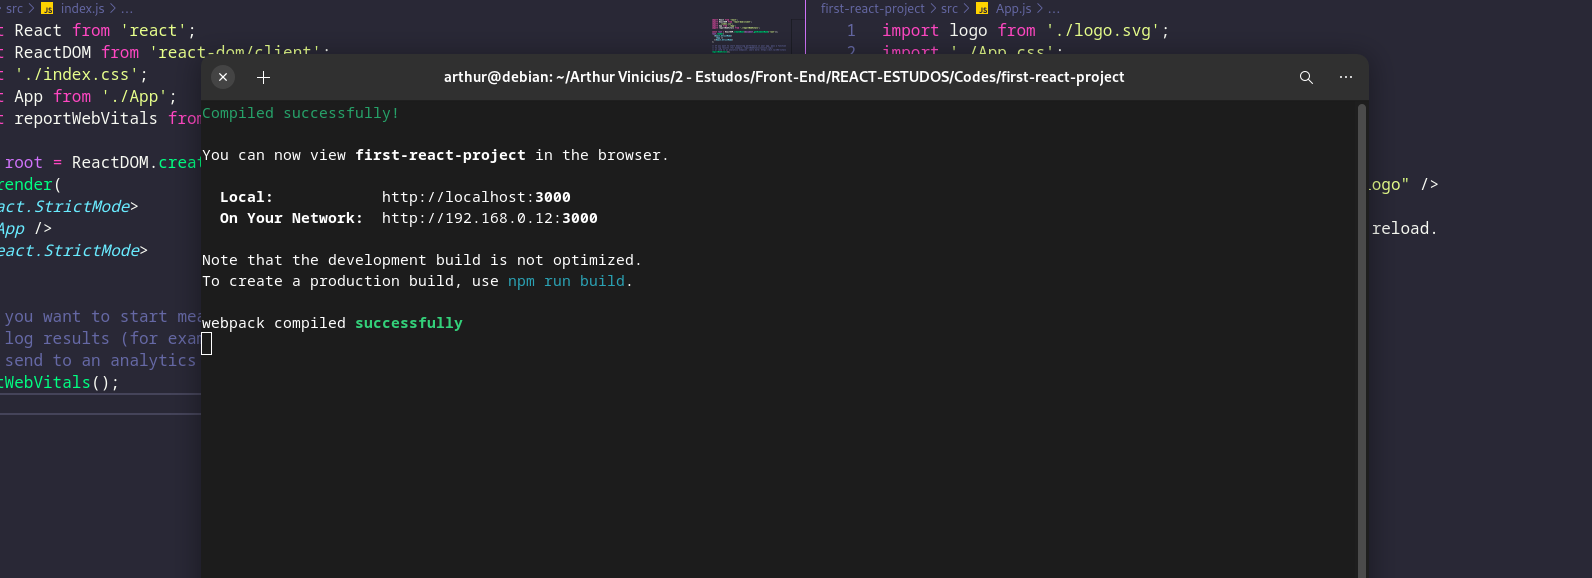 src > JS index.js > ...
t React from 'react';
t ReactDOM from 'react-dom/client';
t './index.css';
t App from './App';
t reportWebVitals from
root = ReactDOM.creat
render(
act.StrictMode>
App />
eact.StrictMode>
you want to start mea
log results (for exam
send to an analytics
tWebVitals();
first-react-project > src > JS App.js > ...
1 import logo from './logo.svg';
2 import './App.css';
logo" />
reload.
arthur@debian: ~/Arthur Vinicius/2 - Estudos/Front-End/REACT-ESTUDOS/Codes/first-react-project
Compiled successfully!
You can now view first-react-project in the browser.
Local: http://localhost:3000
On Your Network: http://192.168.0.12:3000
Note that the development build is not optimized.
To create a production build, use npm run build.
webpack compiled successfully